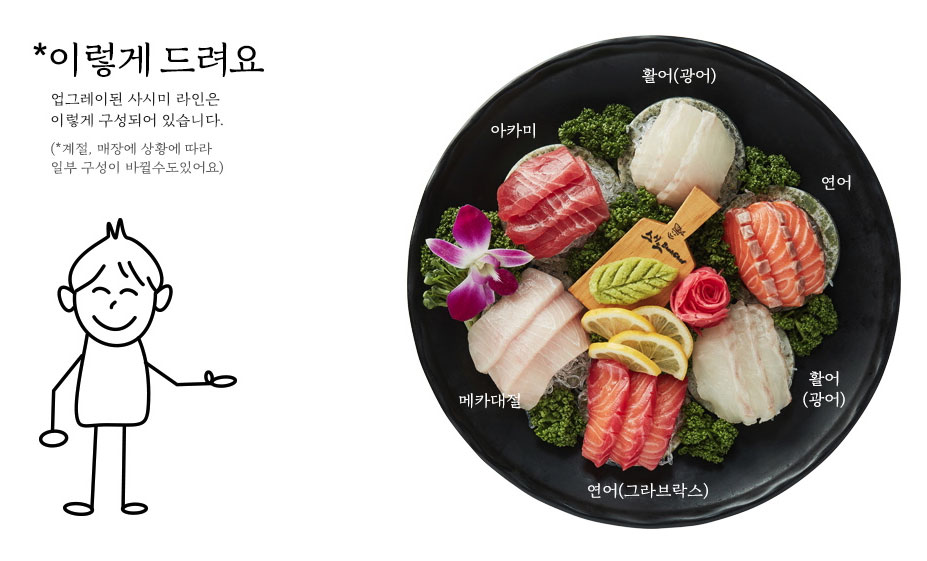 *이렇게 드려요
업그레이된 사시미 라인은
이렇게 구성되어 있습니다.
(*계절, 매장에 상황에 따라
일부 구성이 바뀔수도있어요)
활어(광어)
아카미
연어
활어
(광어)
메카대절
연어(그라브락스)